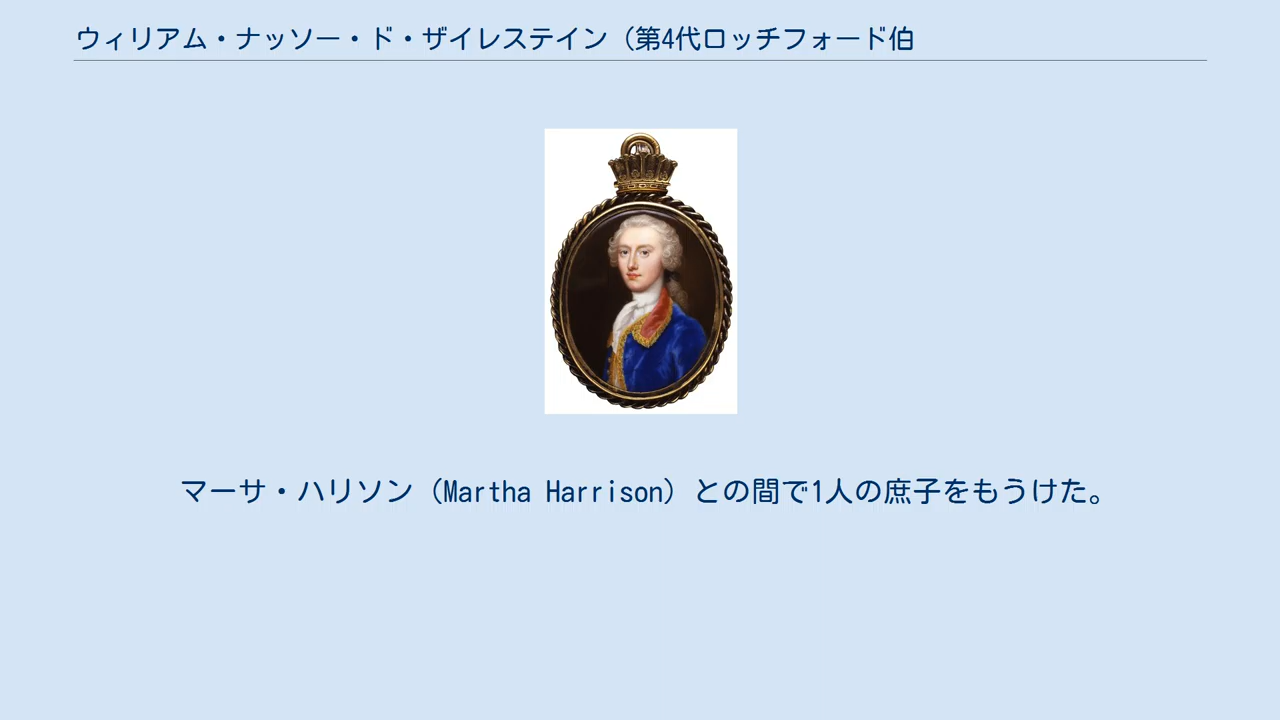 ウィリアム・ナッソー・ド・ザイレステイン（第4代ロッチフォード伯
マーサ・ハリソン（Martha Harrison）との間で1人の庶子をもうけた。